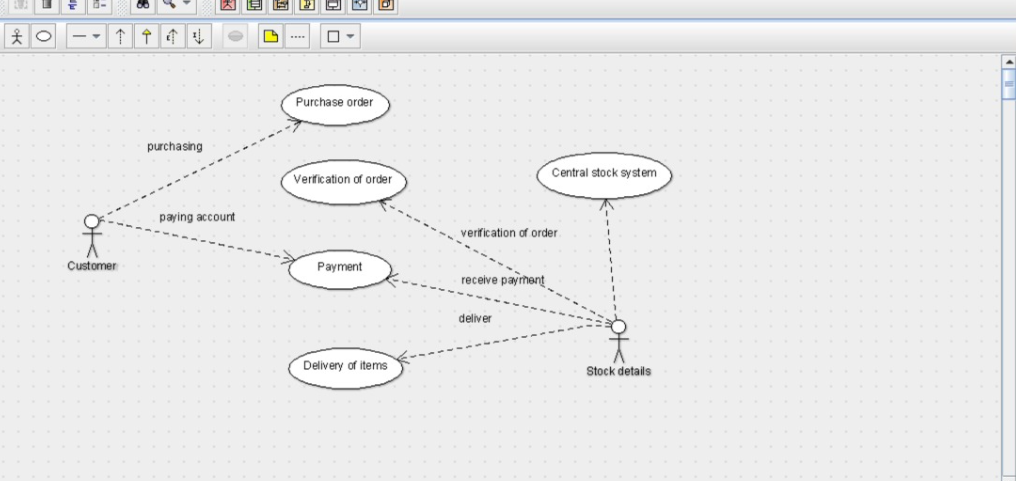 Purchase order
purchasing
Verification of order
Central stock system
paying account
verification of order
Customer
Payment
receive payment
deliver
Delivery of items
Stock details